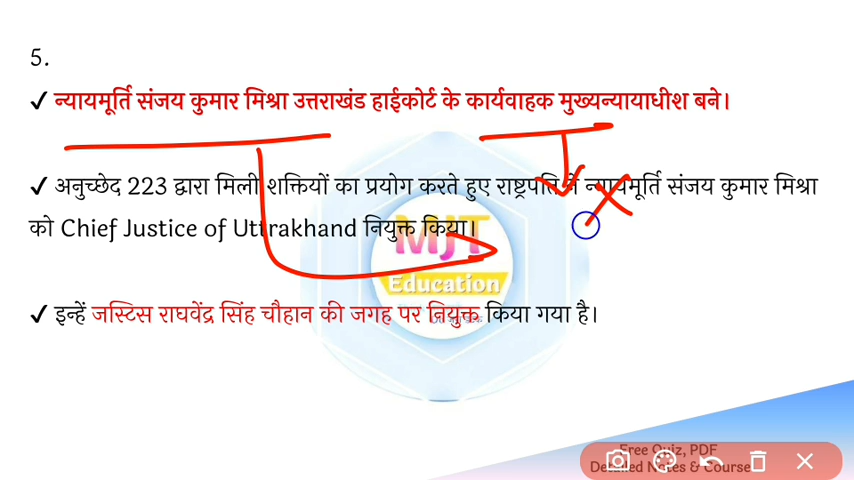 5.
✓ न्यायमूर्ति संजय कुमार मिश्रा उत्तराखंड हाईकोर्ट के कार्यवाहक मुख्यन्यायाधीश बने।
✓ अनुच्छेद 223 द्वारा मिली शक्तियों का प्रयोग करते हुए राष्ट्रपति ने न्यायमूर्ति संजय कुमार मिश्रा
को Chief Justice of Uttrakhand नियुक्त किया।
MJT
Education
✓ इन्हें जस्टिस राघवेंद्र सिंह चौहान की जगह पर नियुक्त किया गया है।
Free Quiz, PDF
Detailed Notes & Course